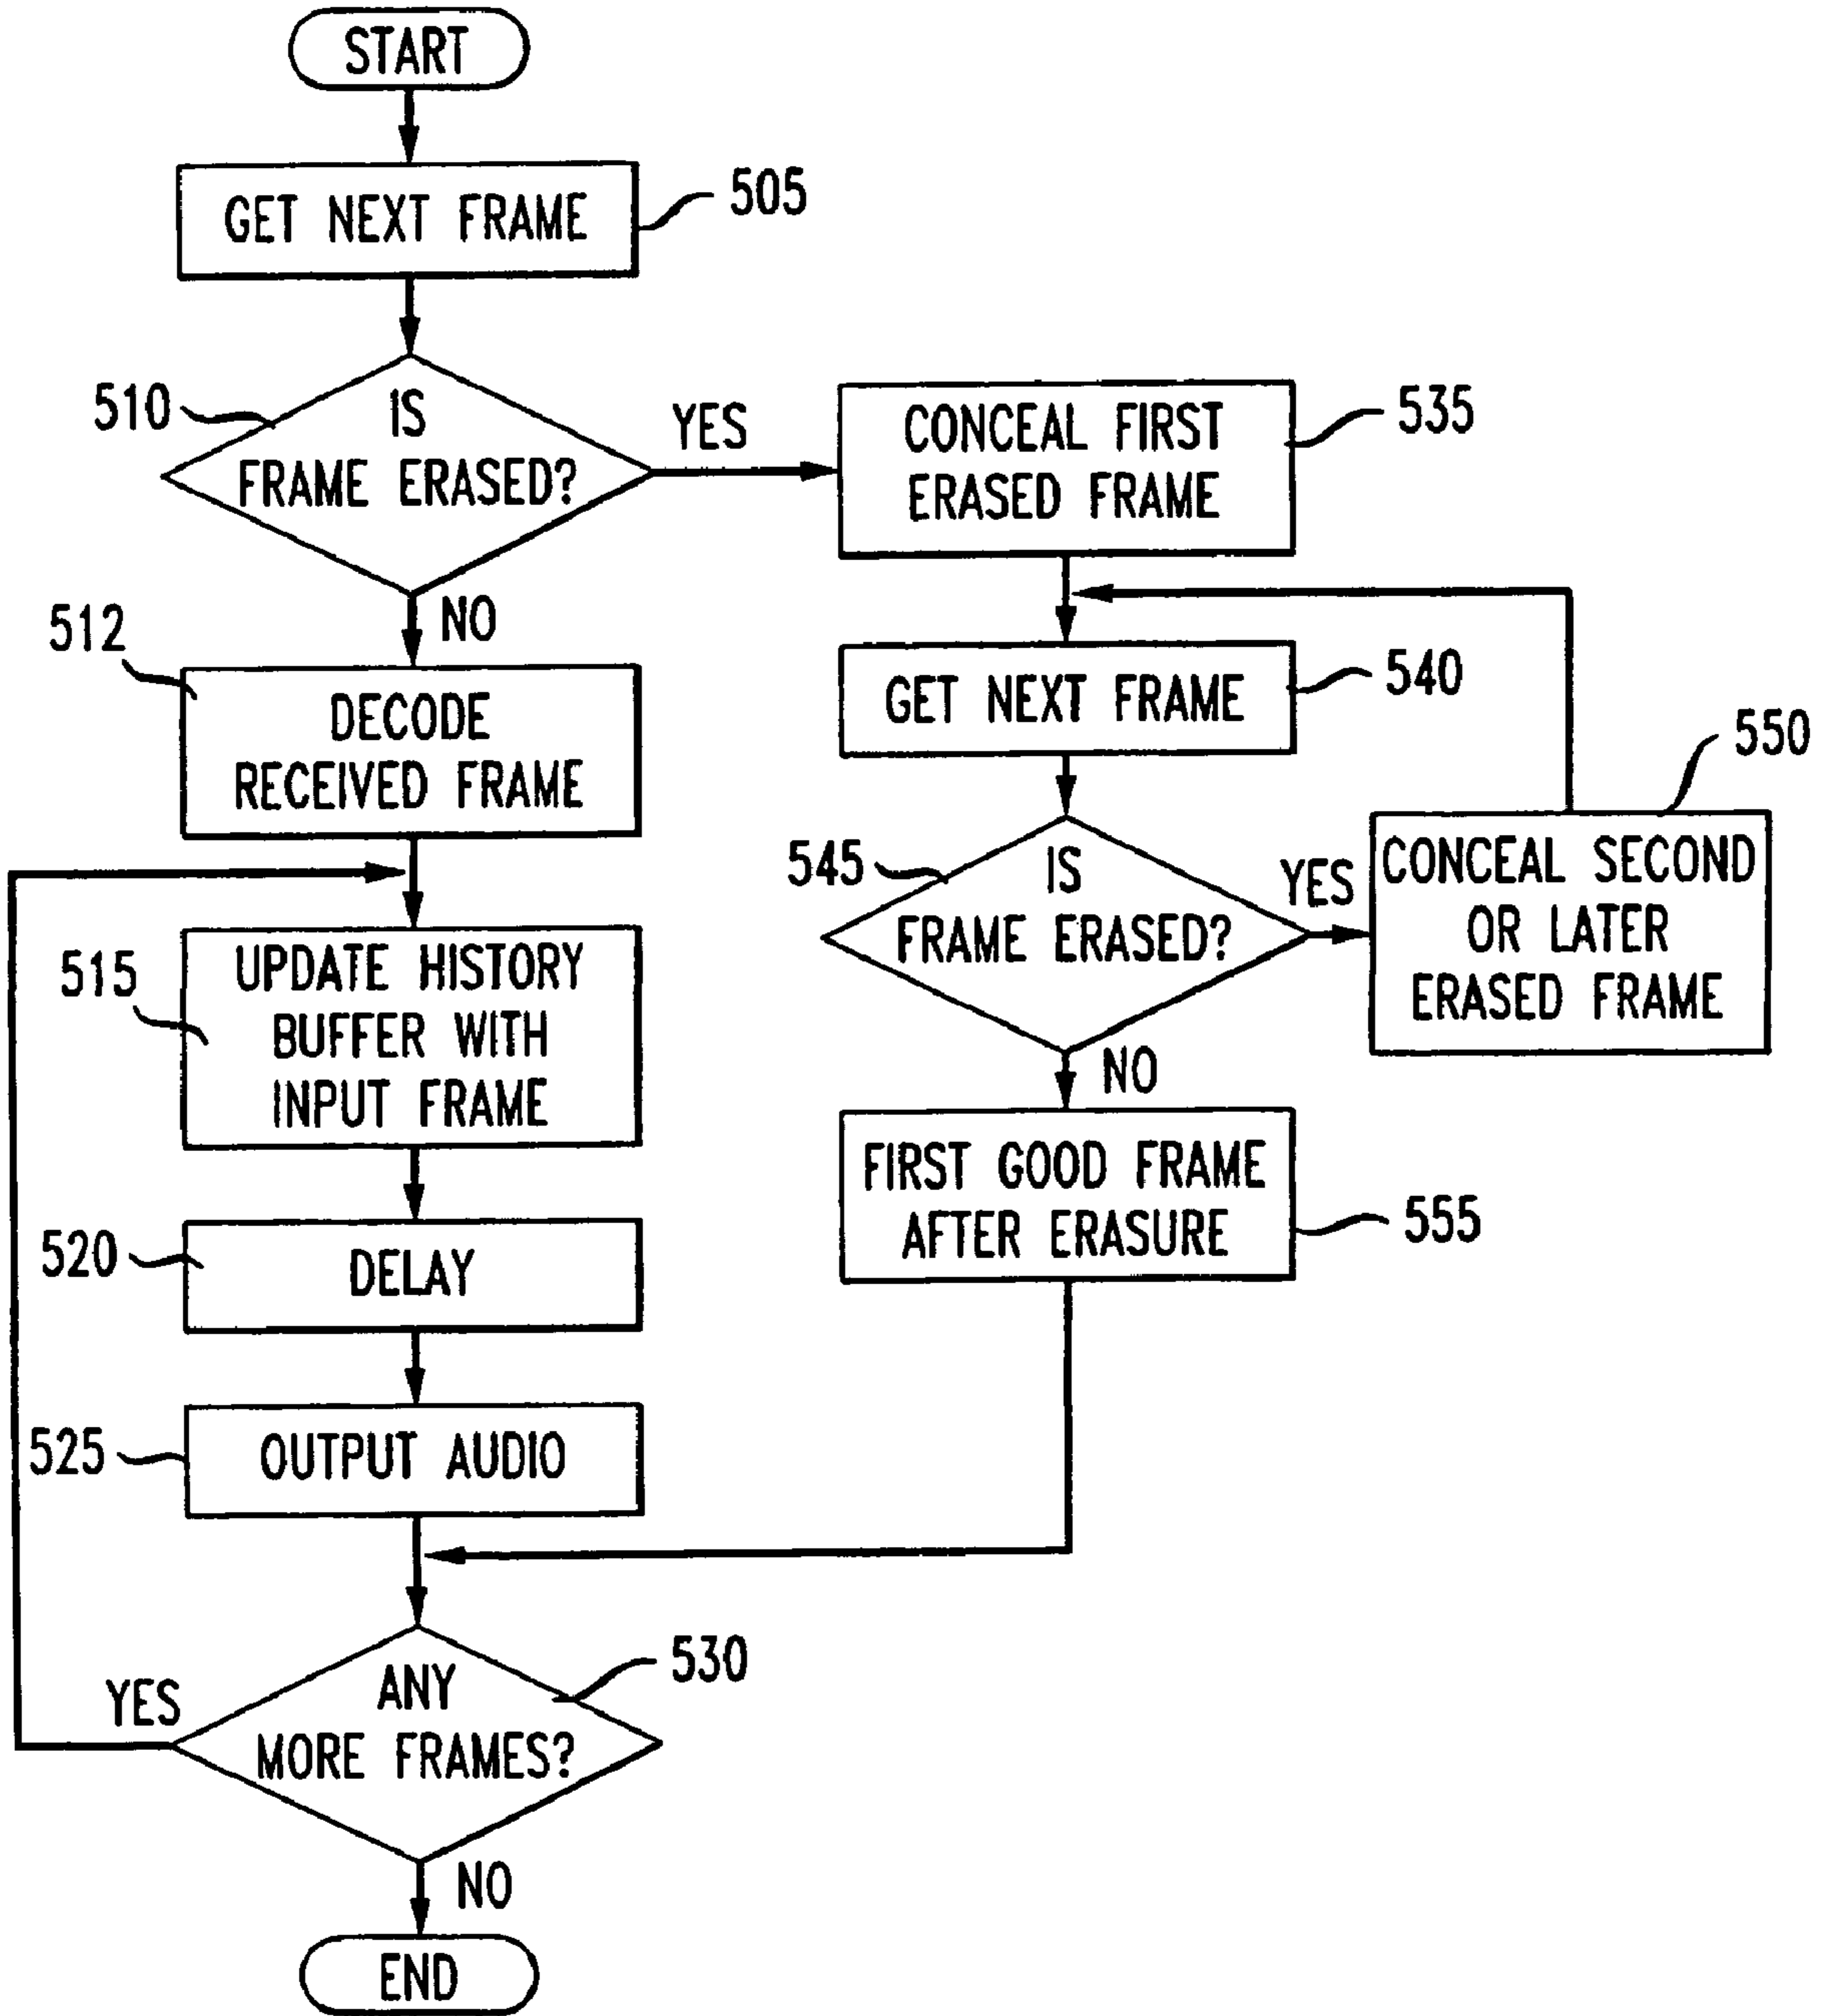 START
GET NEXT FRAME
505
510
IS
FRAME ERASED?
YES
NO
CONCEAL FIRST
ERASED FRAME
535
512
DECODE
RECEIVED FRAME
GET NEXT FRAME
540
550
545
IS
FRAME ERASED?
YES
NO
CONCEAL SECOND
OR LATER
ERASED FRAME
515
UPDATE HISTORY
BUFFER WITH
INPUT FRAME
FIRST GOOD FRAME
AFTER ERASURE
555
520
DELAY
525
OUTPUT AUDIO
530
ANY
MORE FRAMES?
YES
NO
END